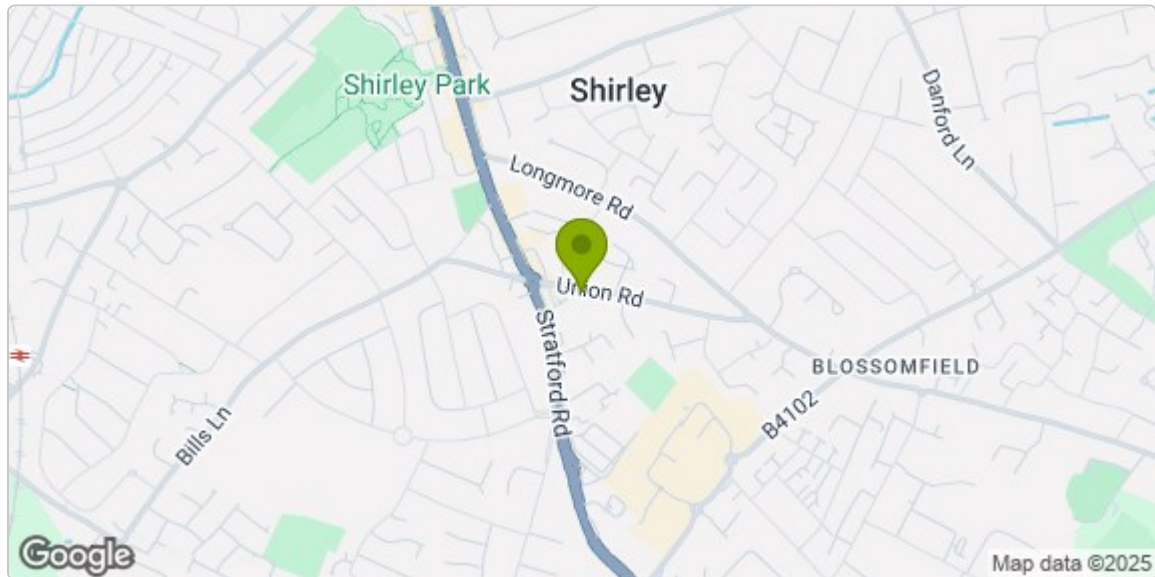 Shirley Park
Shirley
Danford Ln
Longmore Rd
Union Rd
Stratford Rd
BLOSSOMFIELD
B4102
Bills Ln
Google
Map data ©2025